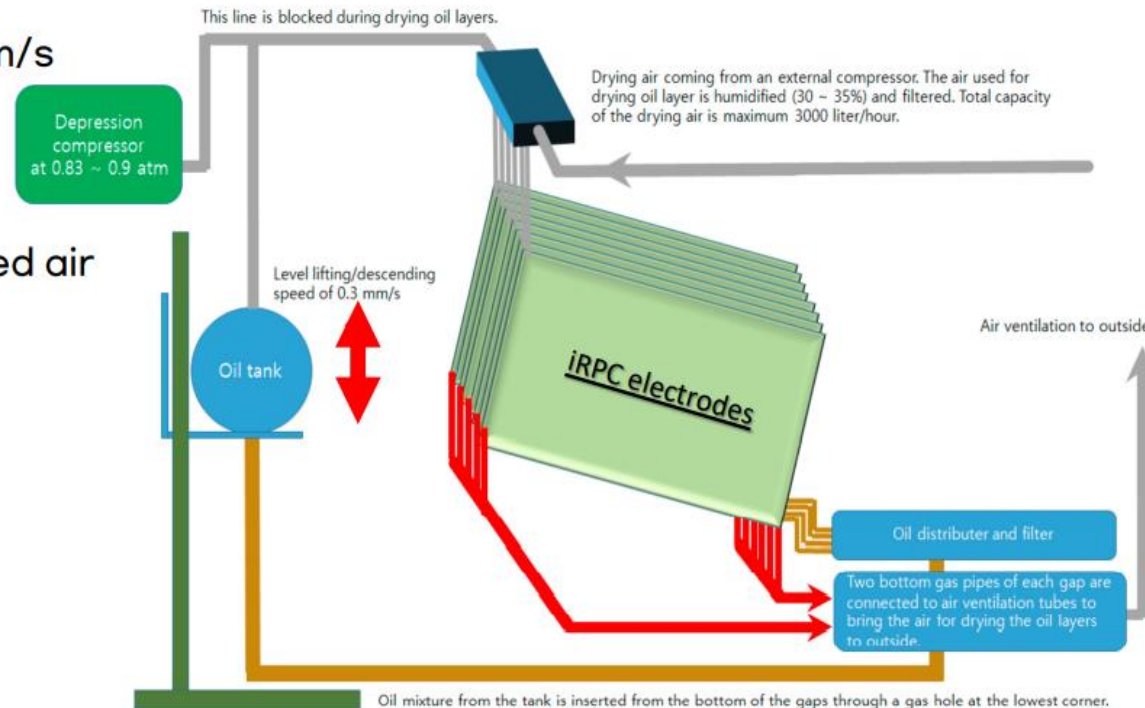 This line is blocked during drying oil layers.
m/s
Depression
compressor
at 0.83 ~ 0.9 atm
Drying air coming from an external compressor. The air used for
drying oil layer is humidified (30 ~ 35%) and filtered. Total capacity
of the drying air is maximum 3000 liter/hour.
ed air
Level lifting/descending
speed of 0.3 mm/s
Air ventilation to outside
Oil tank
iRPC electrodes
Oil distributer and filter
Two bottom gas pipes of each gap are
connected to air ventilation tubes to
bring the air for drying the oil layers
to outside.
Oil mixture from the tank is inserted from the bottom of the gaps through a gas hole at the lowest corner.